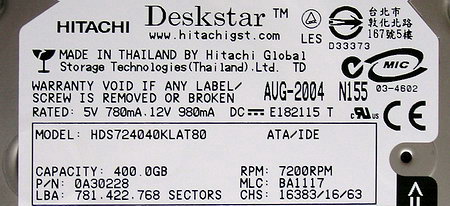 HITACHI
Deskstar™
www.hitachigst.com
LES
D33373
台北市
敦化北路
167號5樓
MADE IN THAILAND BY Hitachi Global
Storage Technologies(Thailand).Ltd. TD
MIC
03-4602
WARRANTY VOID IF ANY LABEL/
SCREW IS REMOVED OR BROKEN
AUG-2004 N155
RATED: 5V 780mA.12V 980mA DC E182115 T
CE
MODEL: HDS724040KLAT80 ATA/IDE
CAPACITY: 400.0GB RPM: 7200RPM
P/N: 0A30228 MLC: BA1117
LBA: 781.422.768 SECTORS CHS: 16383/16/63